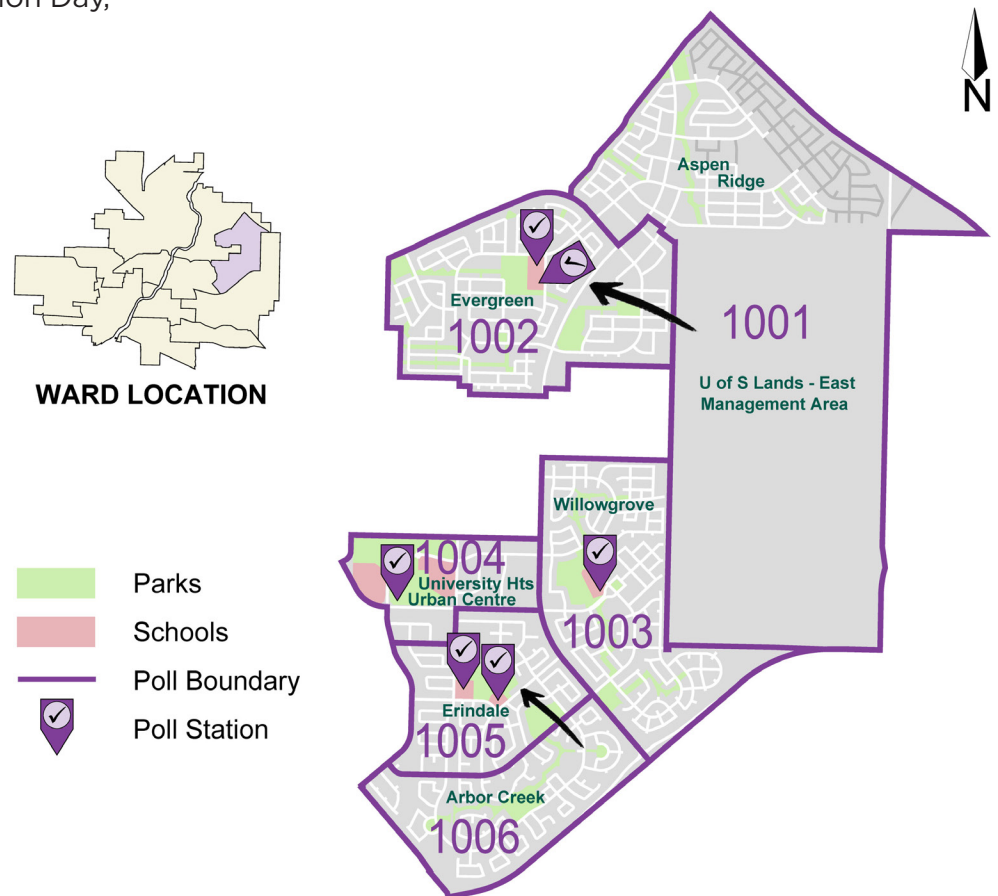 ion Day,
N
Aspen
Ridge
Evergreen
1002
1001
U of S Lands - East
Management Area
WARD LOCATION
Willowgrove
1004
University Hts
Urban Centre
1003
Parks
Schools
Poll Boundary
Poll Station
Erindale
1005
Arbor Creek
1006